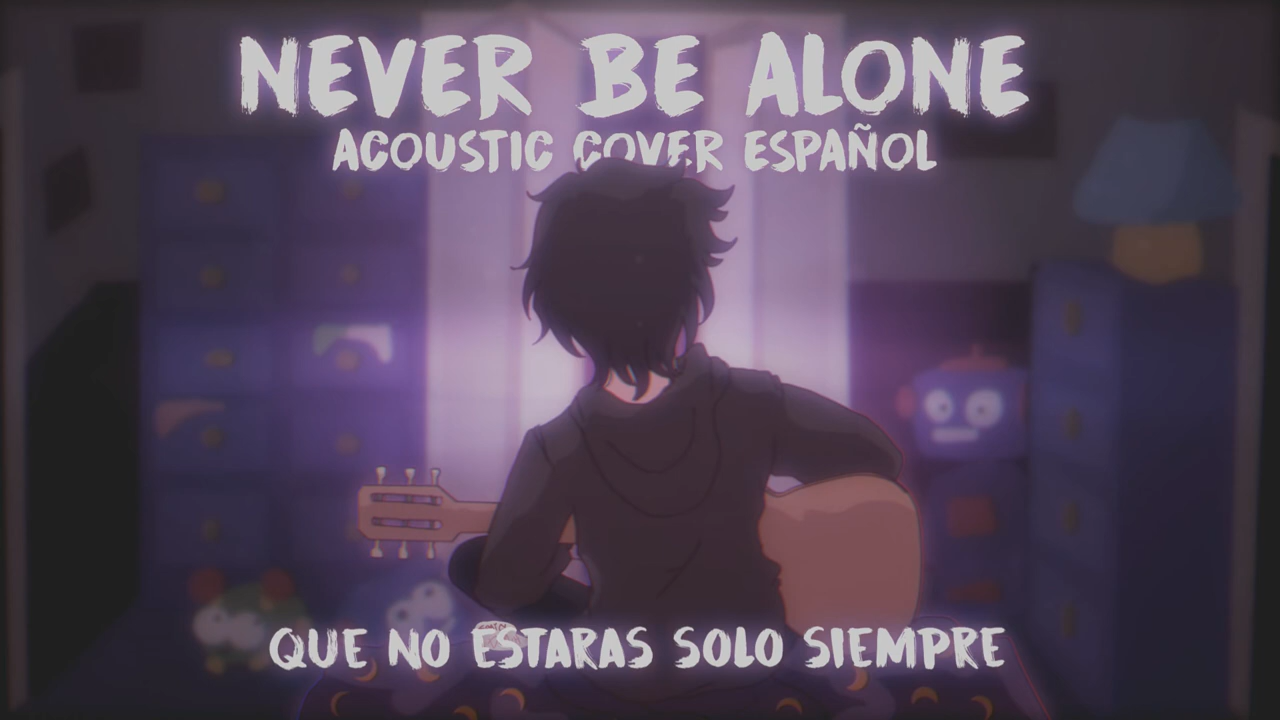 NEVER BE ALONE
ACOUSTIC COVER ESPAÑOL
QUE NO ESTARAS SOLO SIEMPRE